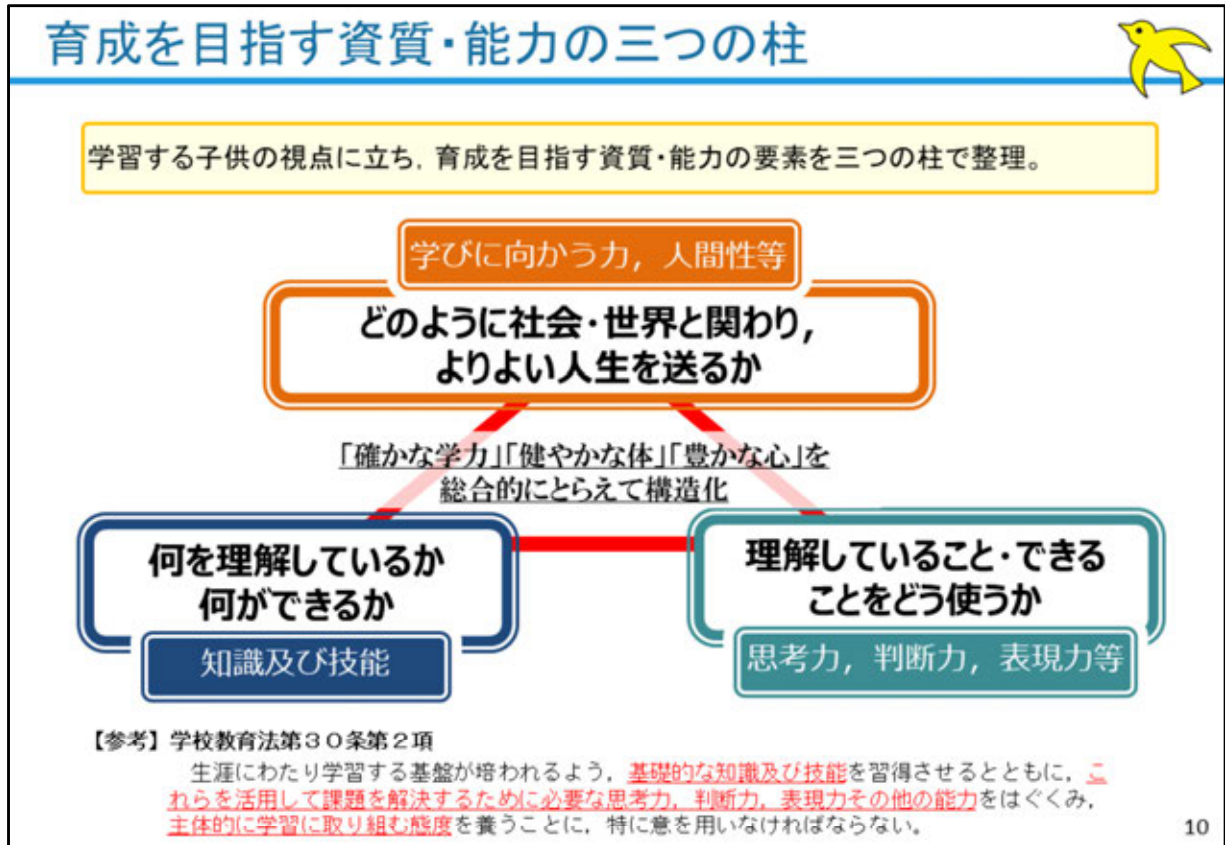 育成を目指す資質・能力の三つの柱
学習する子供の視点に立ち，育成を目指す資質・能力の要素を三つの柱で整理。
学びに向かう力，人間性等
どのように社会・世界と関わり，
よりよい人生を送るか
「確かな学力」「健やかな体」「豊かな心」を
総合的にとらえて構造化
何を理解しているか
何ができるか
知識及び技能
理解していること・できる
ことをどう使うか
思考力，判断力，表現力等
【参考】学校教育法第３０条第２項
生涯にわたり学習する基盤が培われるよう，基礎的な知識及び技能を習得させるとともに，こ
れらを活用して課題を解決するために必要な思考力，判断力，表現力その他の能力をはぐくみ，
主体的に学習に取り組む態度を養うことに，特に意を用いなければならない。
10